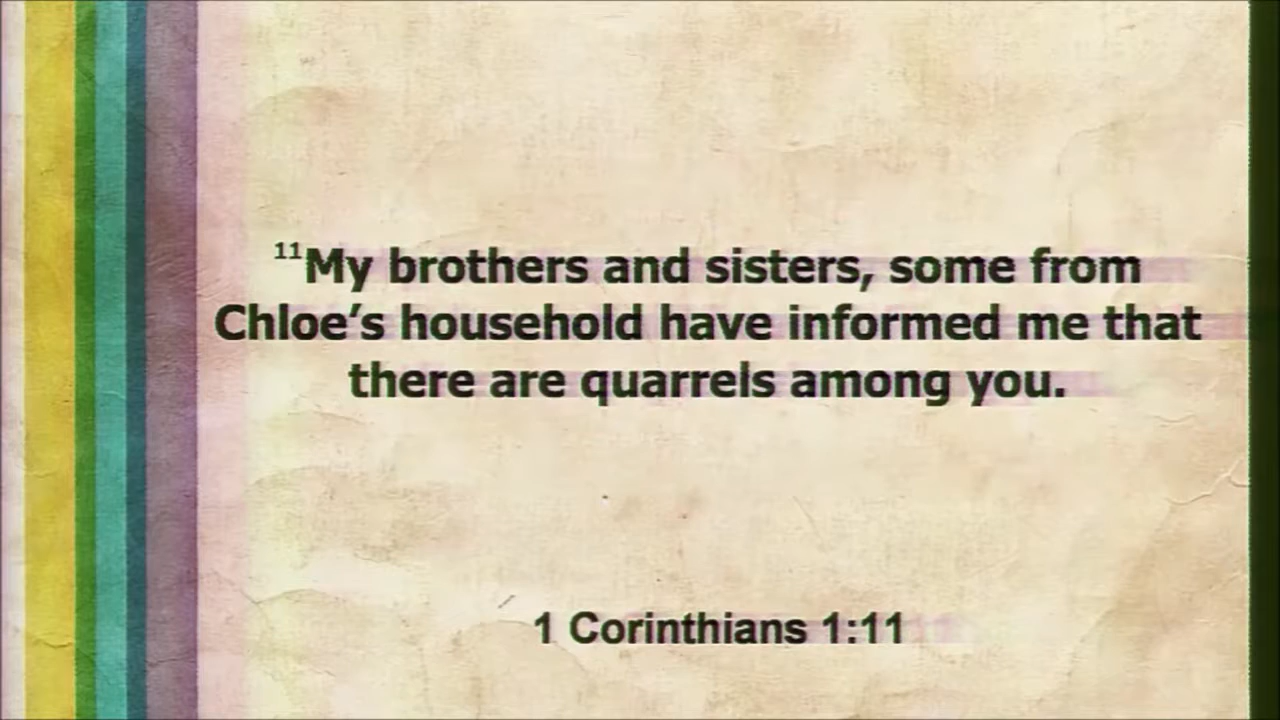 ¹¹My brothers and sisters, some from
Chloe’s household have informed me that
there are quarrels among you.
1 Corinthians 1:11